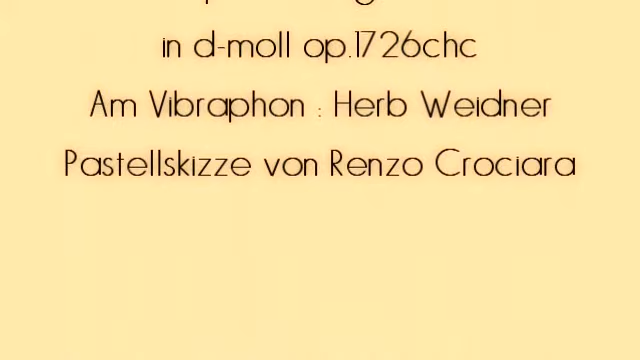 in d-moll op.1726chc
Am Vibraphon : Herb Weidner
Pastellskizze von Renzo Crociara